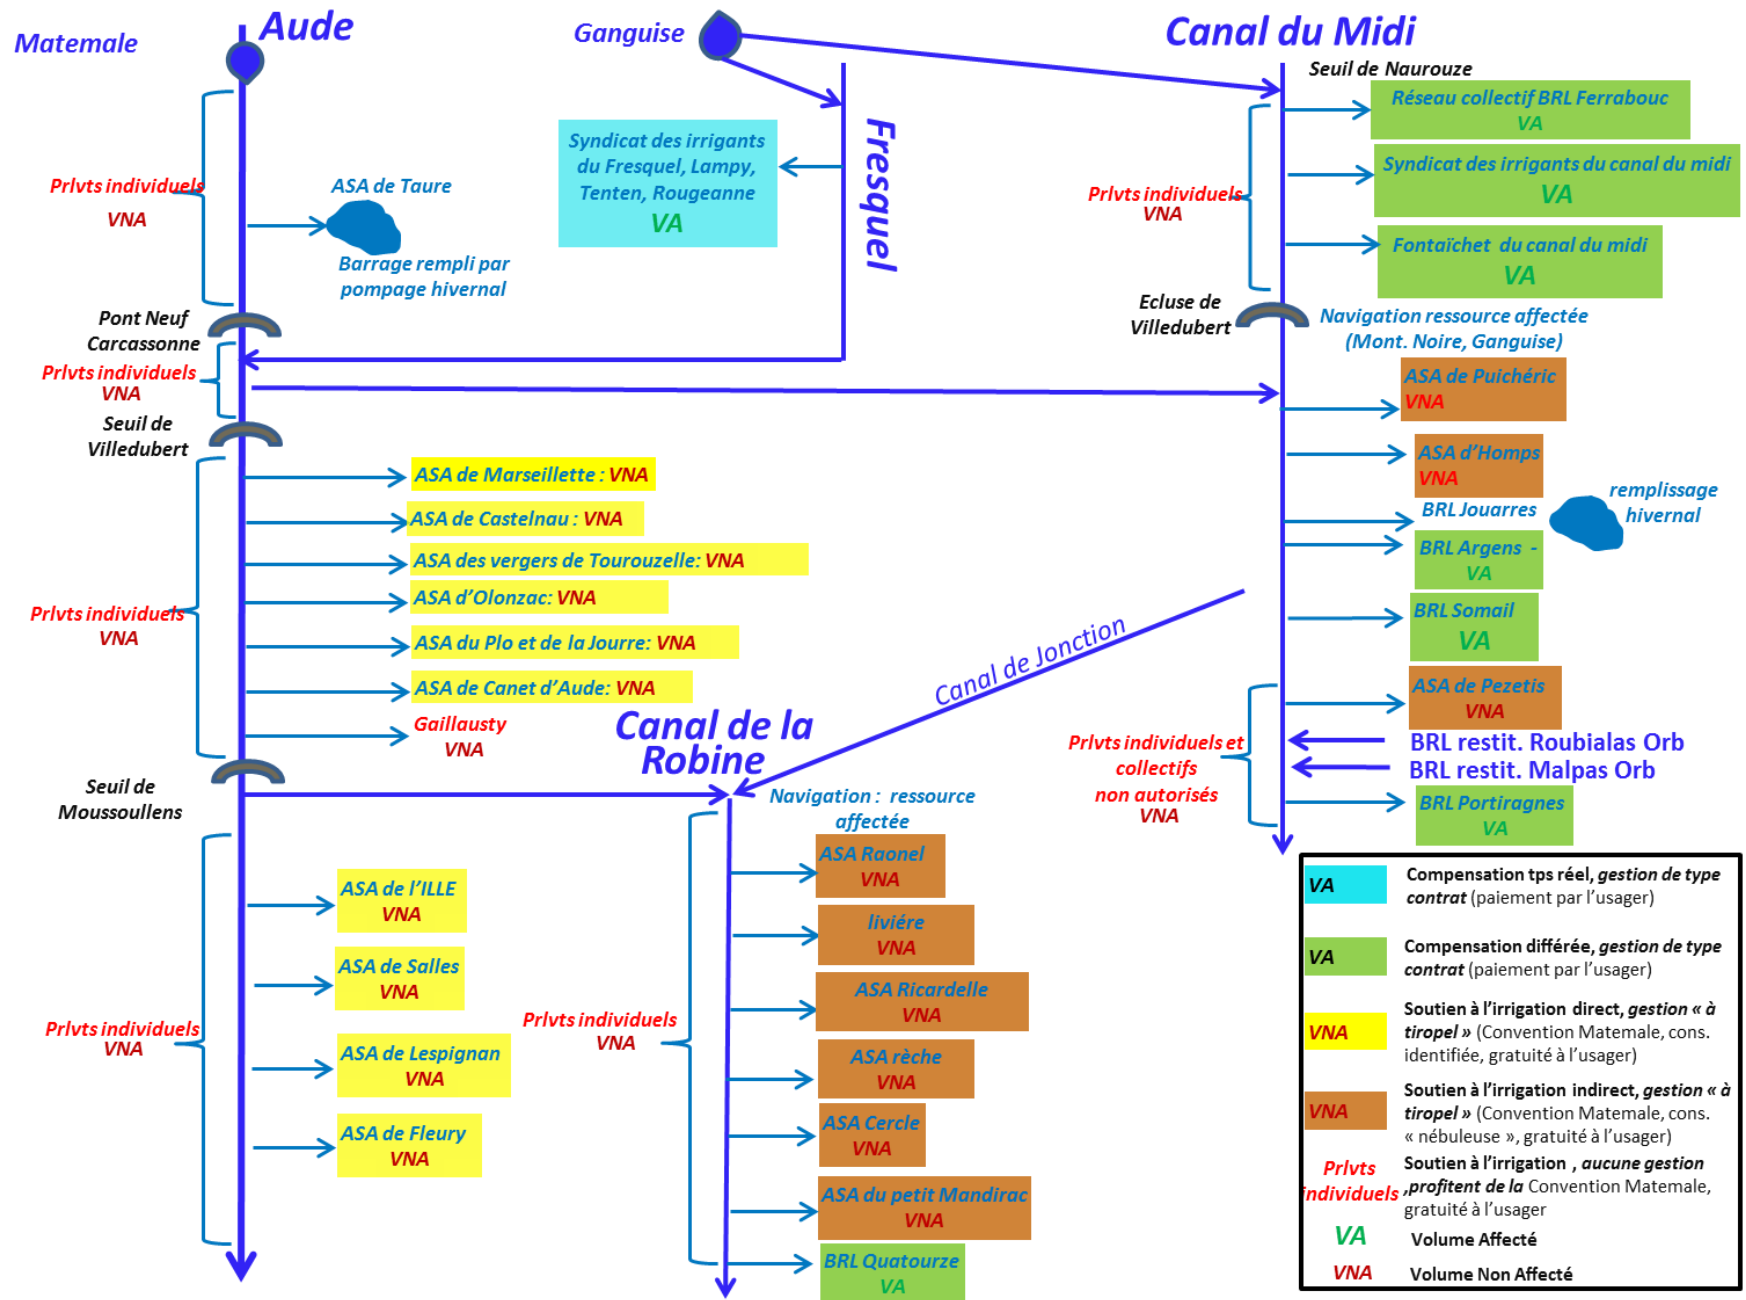 Matemale
Aude
Prlvts individuels
VNA
ASA de Taure
Barrage rempli par
pompage hivernal
Pont Neuf
Carcassonne
Prlvts individuels
VNA
Seuil de
Villedubert
Prlvts individuels
VNA
ASA de Marseillette : VNA
ASA de Castelnau : VNA
ASA des vergers de Tourouzelle: VNA
ASA d'Olonzac: VNA
ASA du Plo et de la Jourre: VNA
ASA de Canet d'Aude: VNA
Gaillausty
VNA
Seuil de
Moussoullens
Prlvts individuels
VNA
ASA de l'ILLE
VNA
ASA de Salles
VNA
ASA de Lespignan
VNA
ASA de Fleury
VNA
Ganguise
Fresquel
Syndicat des irrigants
du Fresquel, Lampy,
Tenten, Rougeanne
VA
Canal du Midi
Seuil de Naurouze
Prlvts individuels
VNA
Réseau collectif BRL Ferrabouc
VA
Syndicat des irrigants du canal du midi
VA
Fontaïchet du canal du midi
VA
Ecluse de
Villedubert
Navigation ressource affectée
(Mont. Noire, Ganguise)
ASA de Puichéric
VNA
ASA d'Homps
VNA
BRL Jouarres
remplissage
hivernal
BRL Argens -
VA
BRL Somail
VA
ASA de Pezetis
VNA
Prlvts individuels et
collectifs
non autorisés
VNA
BRL restit. Roubialas Orb
BRL restit. Malpas Orb
BRL Portiragnes
VA
Canal de Jonction
Canal de la
Robine
Navigation : ressource
affectée
Prlvts individuels
VNA
ASA Raonel
VNA
liviére
VNA
ASA Ricardelle
VNA
ASA rèche
VNA
ASA Cercle
VNA
ASA du petit Mandirac
VNA
BRL Quatourze
VA
VA
Compensation tps réel, gestion de type
contrat (paiement par l'usager)
VA
Compensation différée, gestion de type
contrat (paiement par l'usager)
VNA
Soutien à l'irrigation direct, gestion « à
tiropel » (Convention Matemale, cons.
identifiée, gratuité à l'usager)
VNA
Soutien à l'irrigation indirect, gestion « à
tiropel » (Convention Matemale, cons.
« nébuleuse », gratuité à l'usager)
Prlvts
individuels
Soutien à l'irrigation , aucune gestion
,profitent de la Convention Matemale,
gratuité à l'usager
VA
Volume Affecté
VNA
Volume Non Affecté